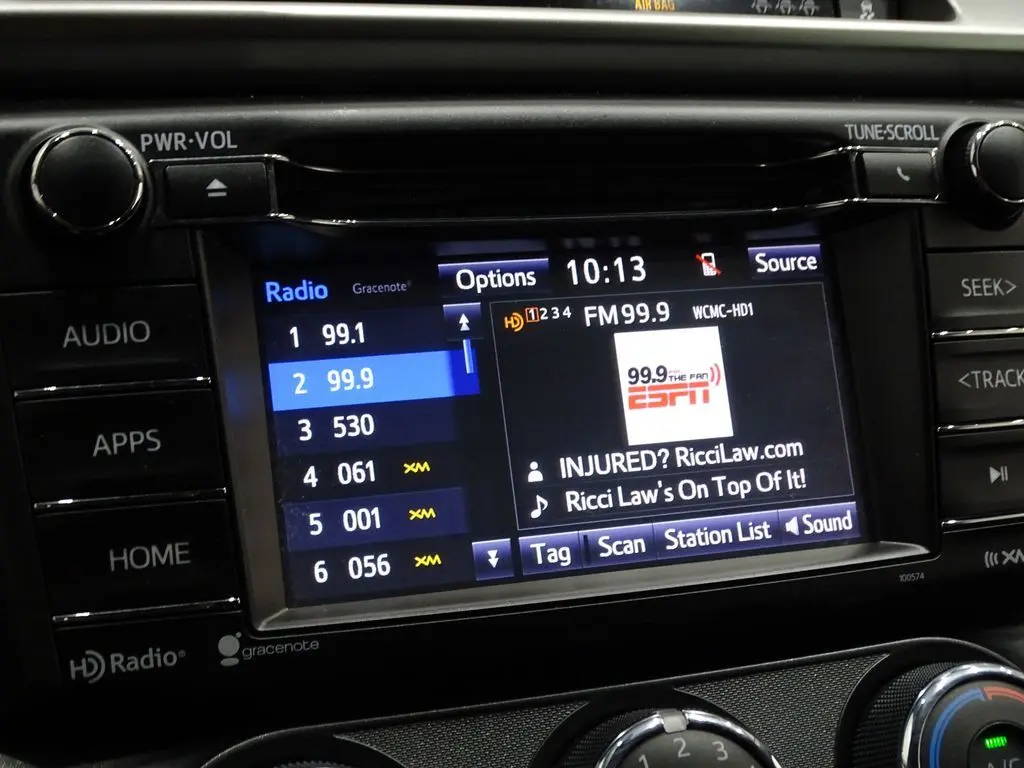 AIR BAG
PWR·VOL
TUNE·SCROLL
Radio
Gracenote®
Options
10:13
Source
1 99.1
2 99.9
3 530
4 061 XM
5 001 XM
6 056 XM
HD 1 2 3 4 FM 99.9 WCMC-HD1
99.9 THE FAN
ESPN
INJURED? RicciLaw.com
Ricci Law's On Top Of It!
Tag
Scan
Station List
Sound
AUDIO
APPS
HOME
SEEK>
<TRACK
XM
100574
HD Radio®
gracenote
1 2 3